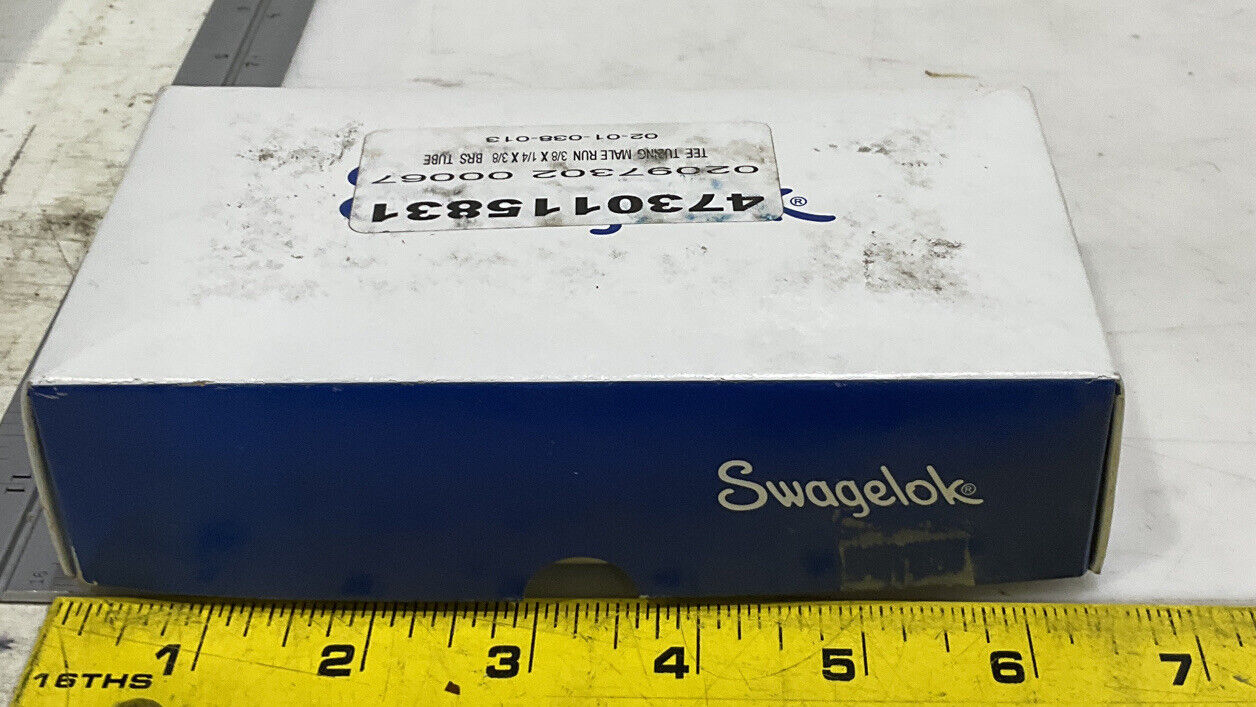 4730115831
02097302 00067
TEE TUBING MALE RUN 3/8 X 1/4 X 3/8 BRS TUBE
02-01-038-013
®
Swagelok®
1 2 3 4 5 6 7
16THS